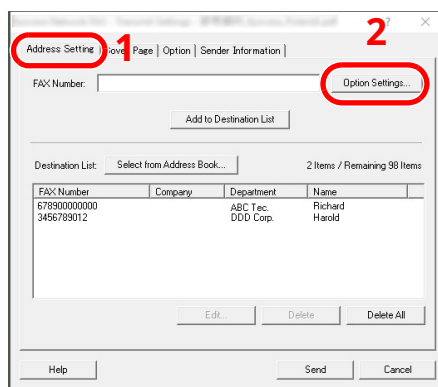 ? 2
Address Setting 1 Cover Page | Option | Sender Information
FAX Number: Option Settings...
Add to Destination List
Destination List: Select from Address Book... 2 Items / Remaining 98 Items
FAX Number Company Department Name
678900000000 ABC Tec. Richard
3456789012 DDD Corp. Harold
Edit... Delete Delete All
Help Send Cancel